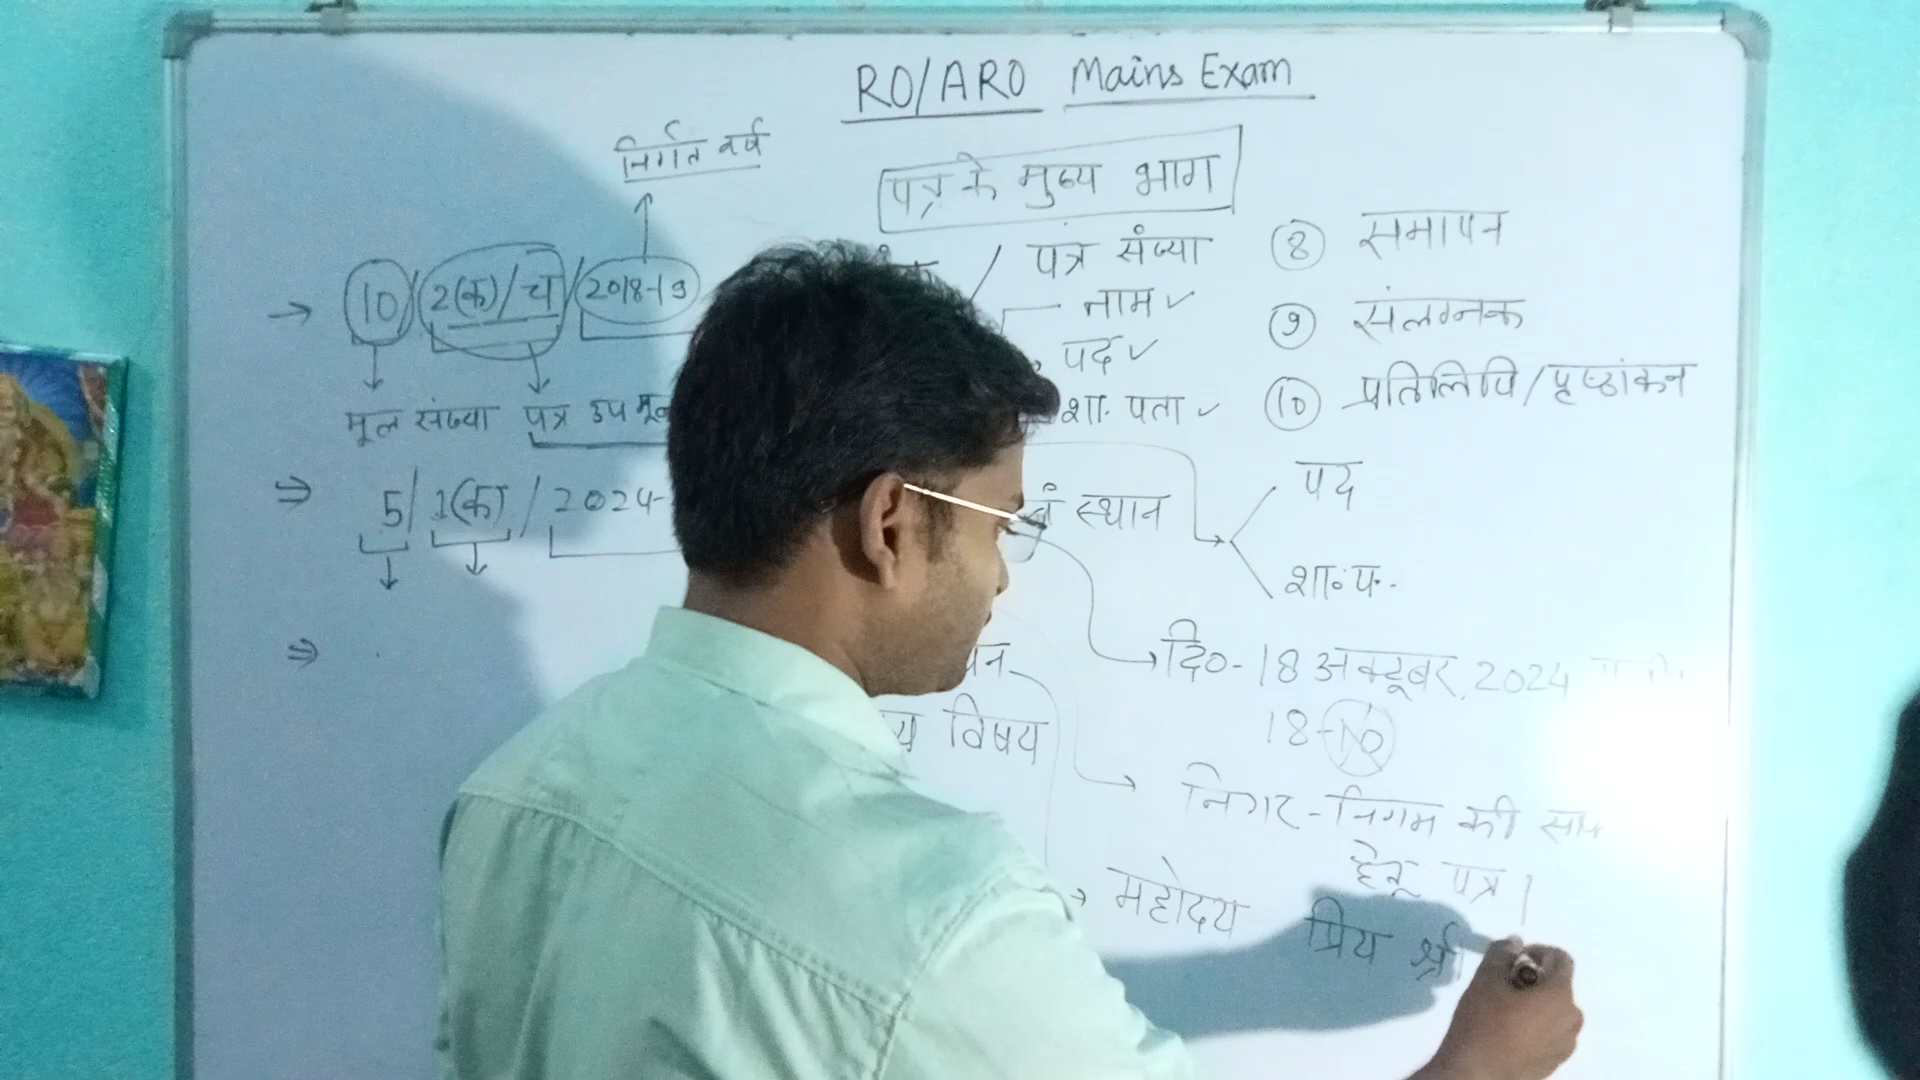 RO/ARO Mains Exam
निर्गत वर्ष
पत्र के मुख्य भाग
→ 10/2(क)/च/2018-19
मूल संख्या पत्र उप
⇒ 5/1(क)/2024-
⇒
पत्र संख्या
नाम ✓
पद ✓
शा. पता ✓
स्थान
विषय
⑧ समापन
⑨ संलग्नक
⑩ प्रतिलिपि/पृष्ठांकन
पद
शा॰प.
दि०-18 अक्टूबर, 2024
18-No
निगर-निगम की
हेतू पत्र।
→ महोदय प्रिय श्री